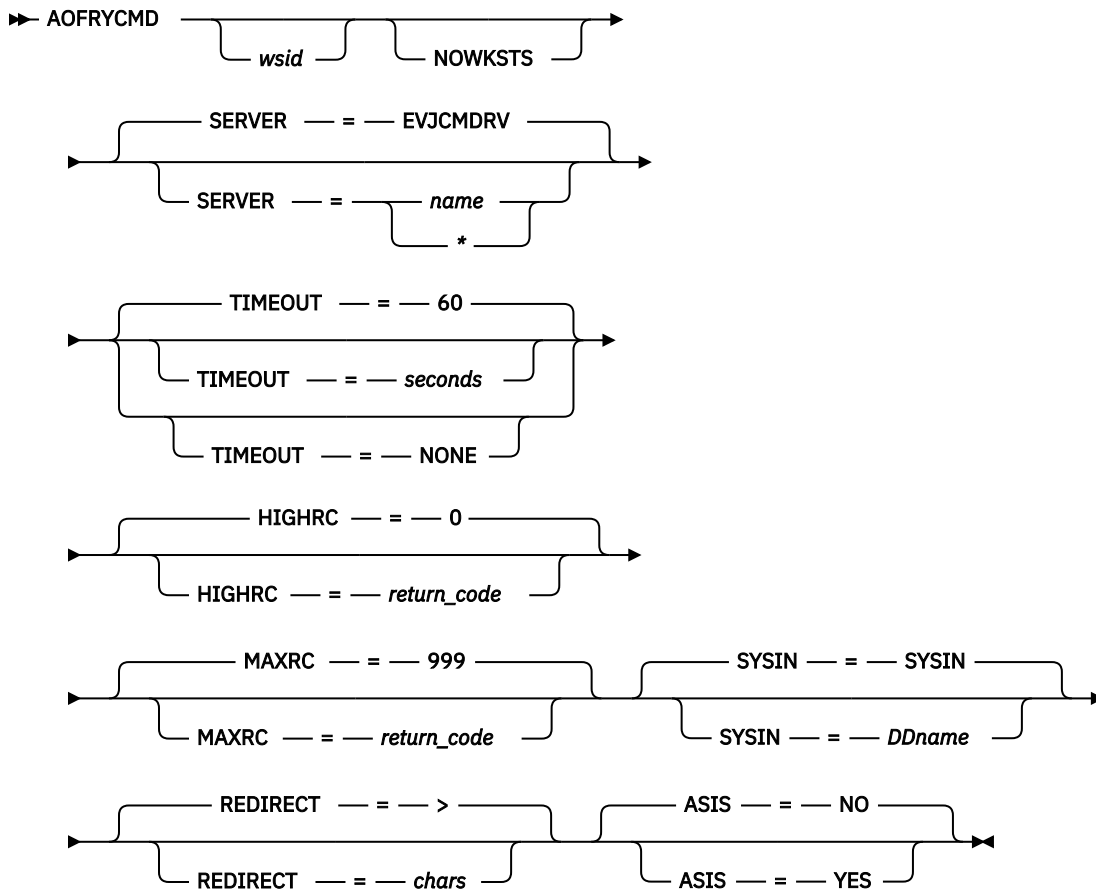 AOFRYCMD
wsid
NOWKSTS
SERVER = EVJCMDRV
SERVER = name
*
TIMEOUT = 60
TIMEOUT = seconds
TIMEOUT = NONE
HIGHRC = 0
HIGHRC = return_code
MAXRC = 999
MAXRC = return_code
SYSIN = SYSIN
SYSIN = DDname
REDIRECT = >
REDIRECT = chars
ASIS = NO
ASIS = YES